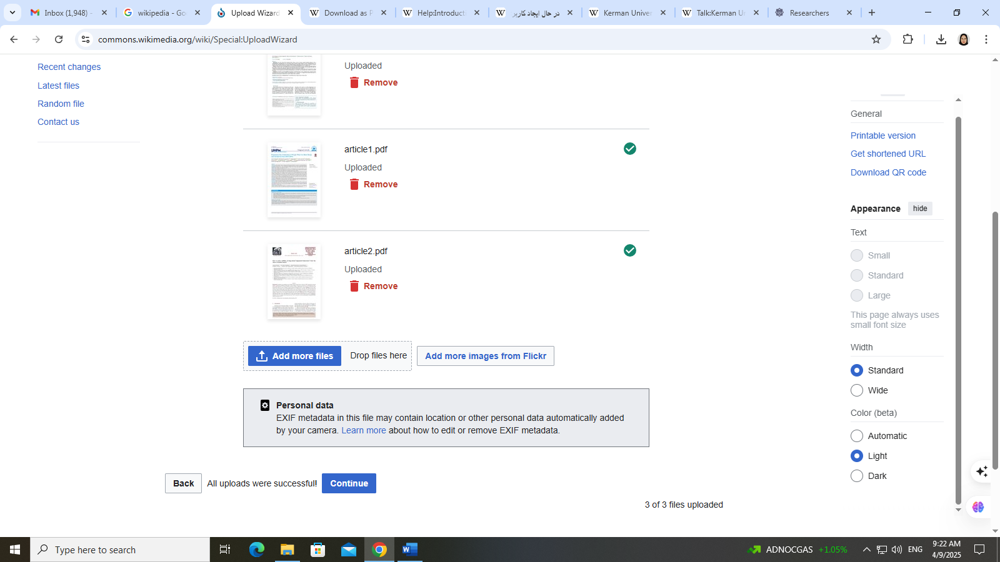 Inbox (1,948) -
wikipedia - Go
Upload Wizard
Download as P
Help:Introduct
در حال ایجاد کاربر
Kerman Univer
Talk:Kerman U
Researchers
commons.wikimedia.org/wiki/Special:UploadWizard
Recent changes
Latest files
Random file
Contact us
Uploaded
Remove
article1.pdf
Uploaded
Remove
article2.pdf
Uploaded
Remove
Add more files
Drop files here
Add more images from Flickr
Personal data
EXIF metadata in this file may contain location or other personal data automatically added
by your camera. Learn more about how to edit or remove EXIF metadata.
Back
All uploads were successful!
Continue
3 of 3 files uploaded
General
Printable version
Get shortened URL
Download QR code
Appearance
hide
Text
Small
Standard
Large
This page always uses
small font size
Width
Standard
Wide
Color (beta)
Automatic
Light
Dark
Type here to search
ADNOCGAS +1.05%
ENG
9:22 AM
4/9/2025